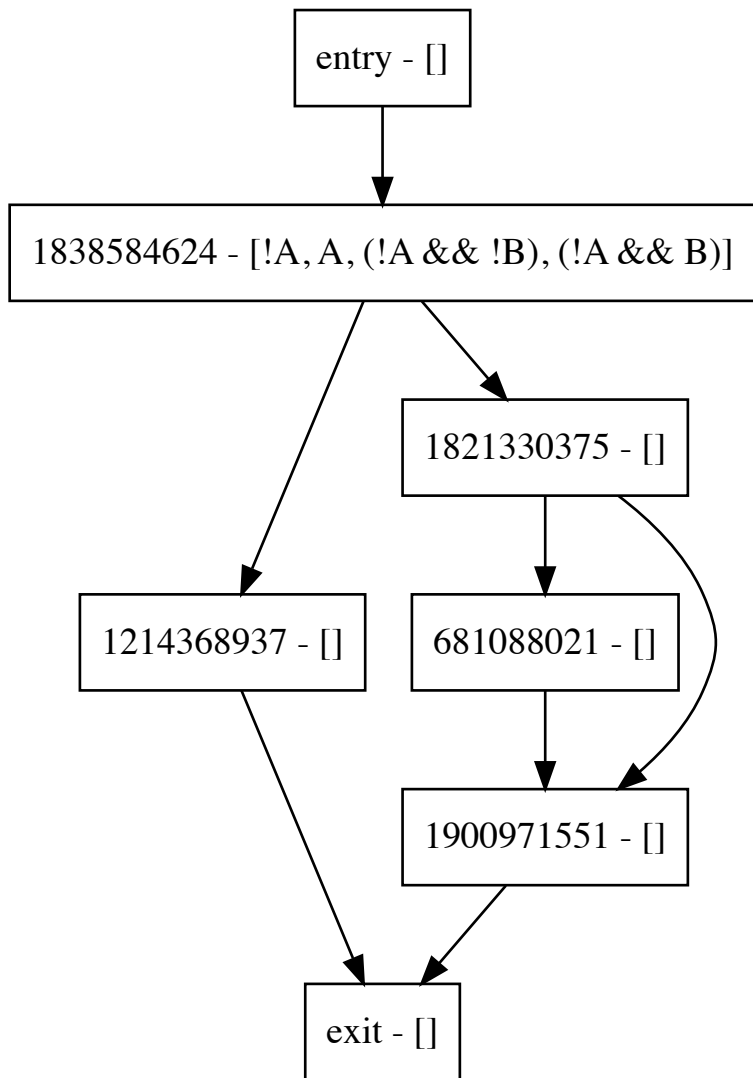 entry - []
1838584624 - [!A, A, (!A && !B), (!A && B)]
1821330375 - []
1214368937 - []
681088021 - []
1900971551 - []
exit - []